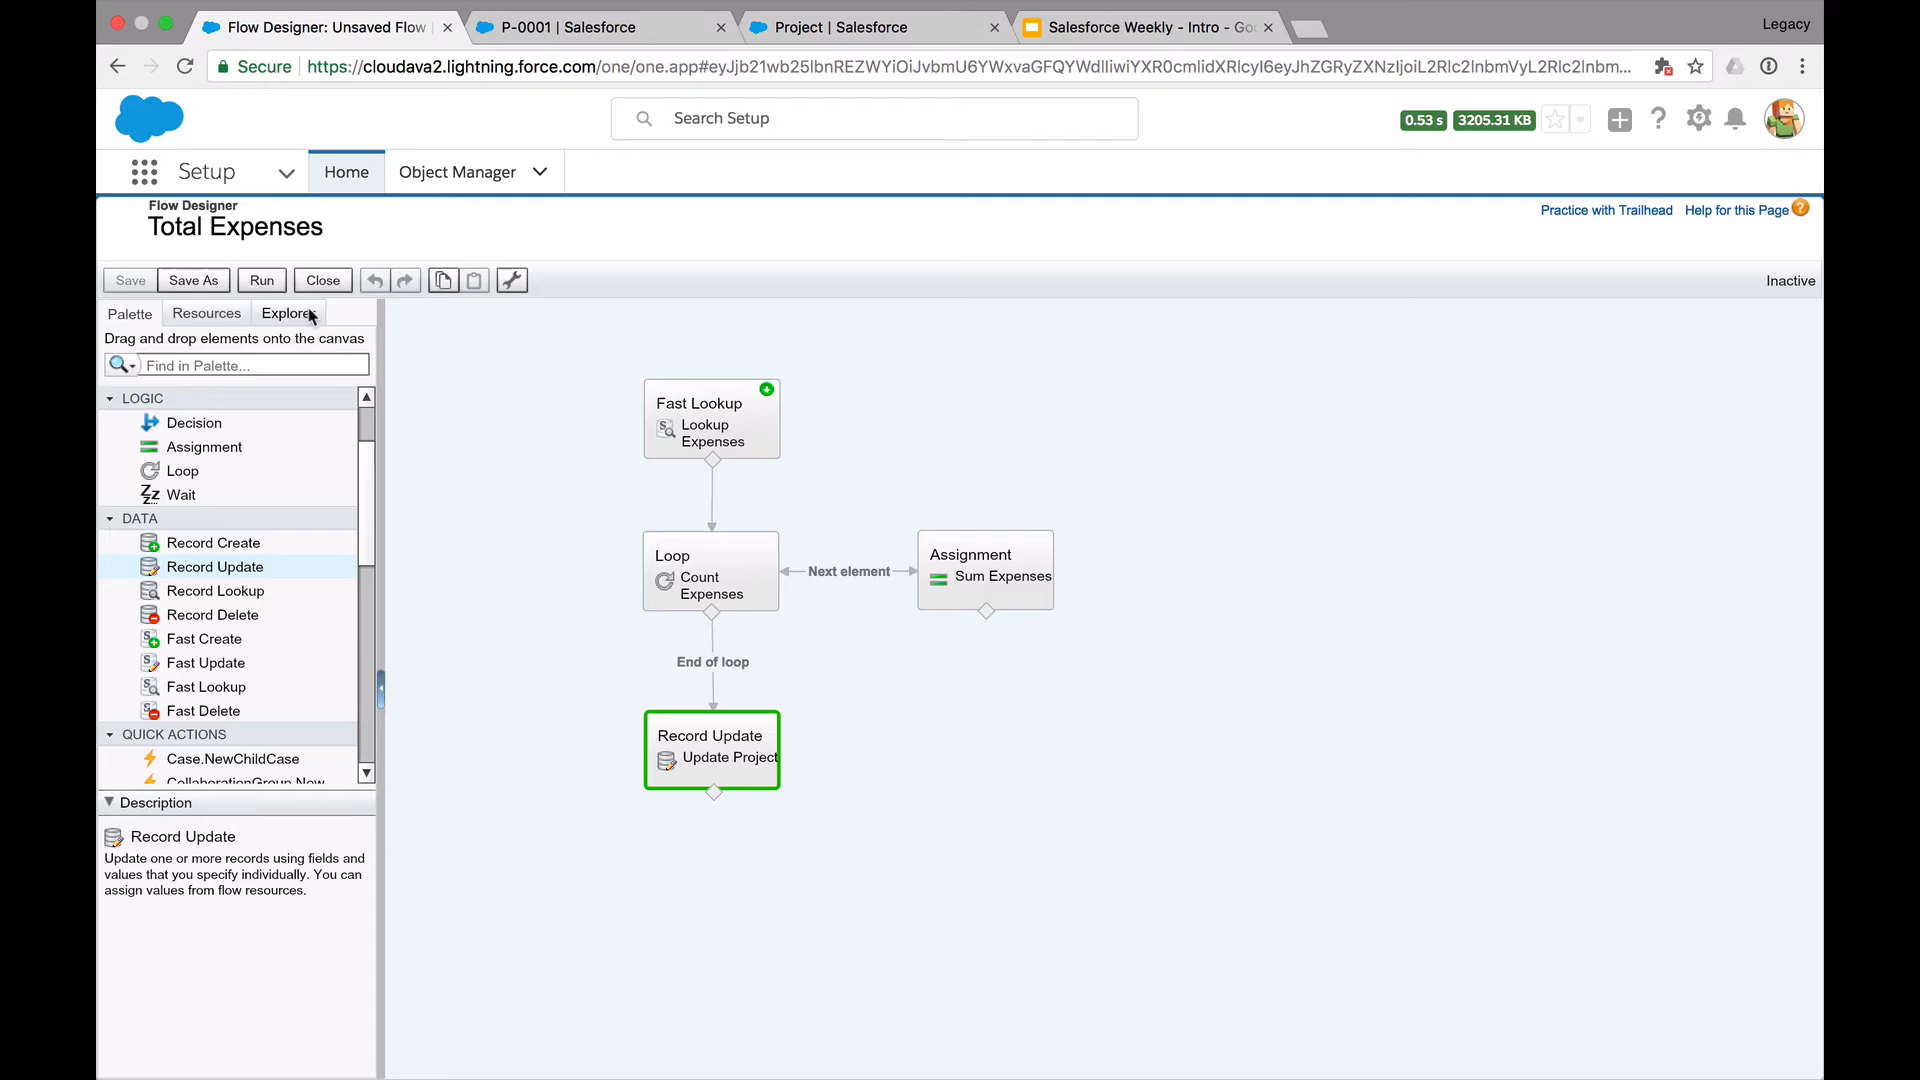 Flow Designer: Unsaved Flow
P-0001 | Salesforce
Project | Salesforce
Salesforce Weekly - Intro - Go
Legacy
Secure
https://cloudava2.lightning.force.com/one/one.app#eyJjb21wb25lbnREZWYiOiJvbmU6YWxvaGFQYWdlIiwiYXR0cmlidXRlcyI6eyJhZGRyZXNzIjoiL2Rlc2lnbmVyL2Rlc2lnbm...
Search Setup
0.53 s
3205.31 KB
Setup
Home
Object Manager
Flow Designer
Total Expenses
Practice with Trailhead
Help for this Page
Save
Save As
Run
Close
Inactive
Palette
Resources
Explorer
Drag and drop elements onto the canvas
Find in Palette...
LOGIC
Decision
Assignment
Loop
Wait
DATA
Record Create
Record Update
Record Lookup
Record Delete
Fast Create
Fast Update
Fast Lookup
Fast Delete
QUICK ACTIONS
Case.NewChildCase
CollaborationGroup.New
Description
Record Update
Update one or more records using fields and
values that you specify individually. You can
assign values from flow resources.
Fast Lookup
Lookup
Expenses
Loop
Count
Expenses
Next element
Assignment
Sum Expenses
End of loop
Record Update
Update Project